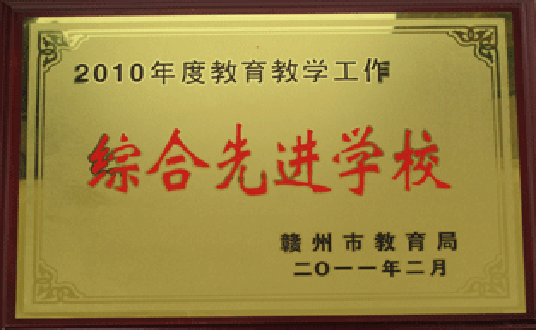 2010年度教育教学工作
综合先进学校
赣州市教育局
二〇一一年二月